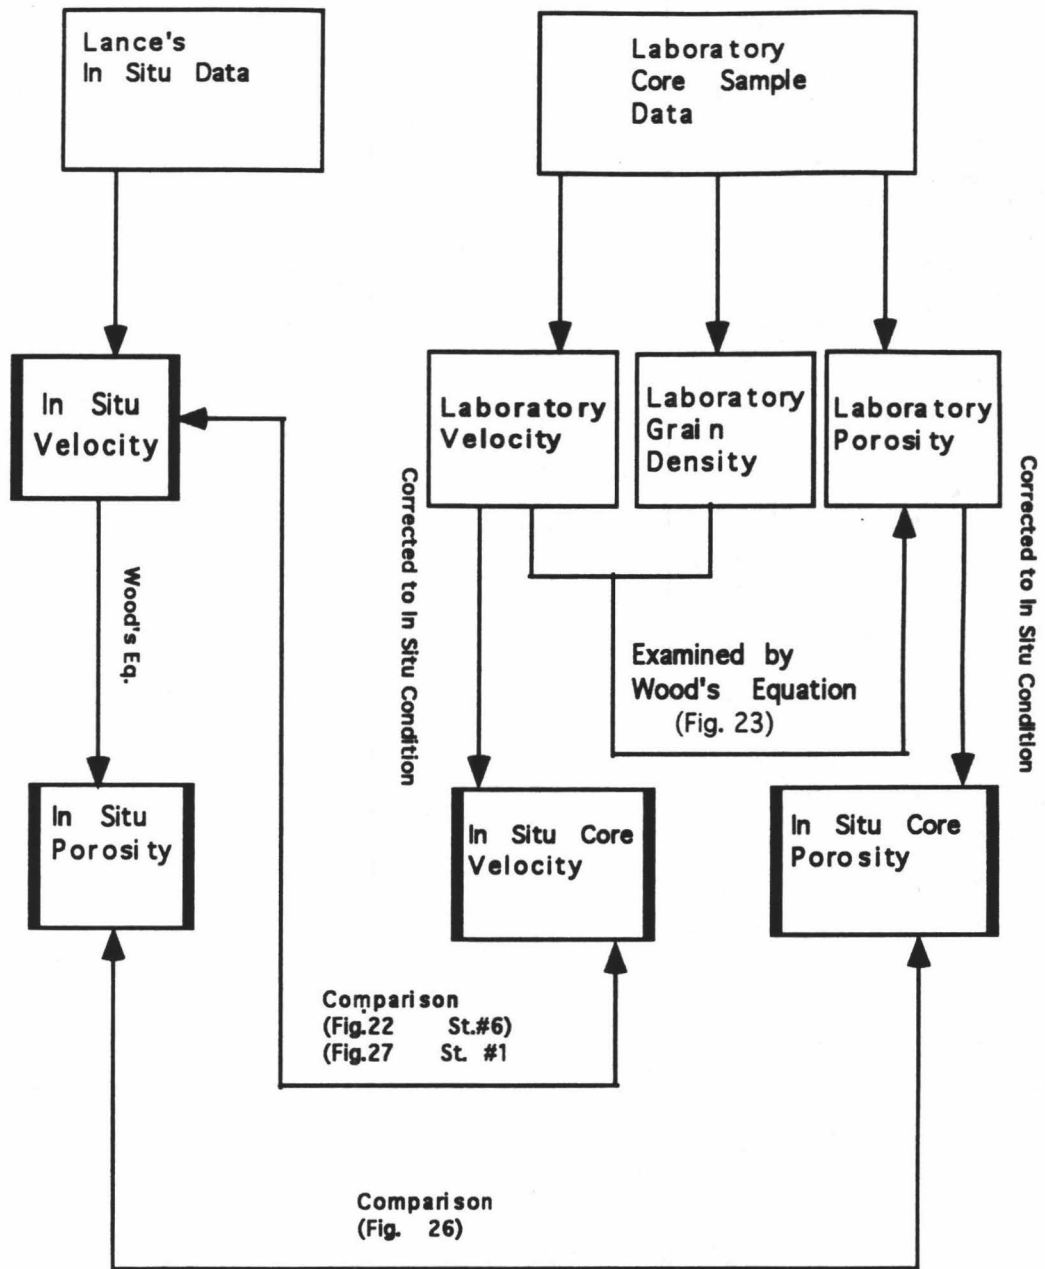 Lance's
In Situ Data
Laboratory
Core Sample
Data
In Situ
Velocity
Laboratory
Velocity
Laboratory
Grain
Density
Laboratory
Porosity
Wood's Eq.
Corrected to In Situ Condition
Corrected to In Situ Condition
Examined by
Wood's Equation
(Fig. 23)
In Situ
Porosity
In Situ Core
Velocity
In Situ Core
Porosity
Comparison
(Fig.22 St.#6)
(Fig.27 St. #1
Comparison
(Fig. 26)